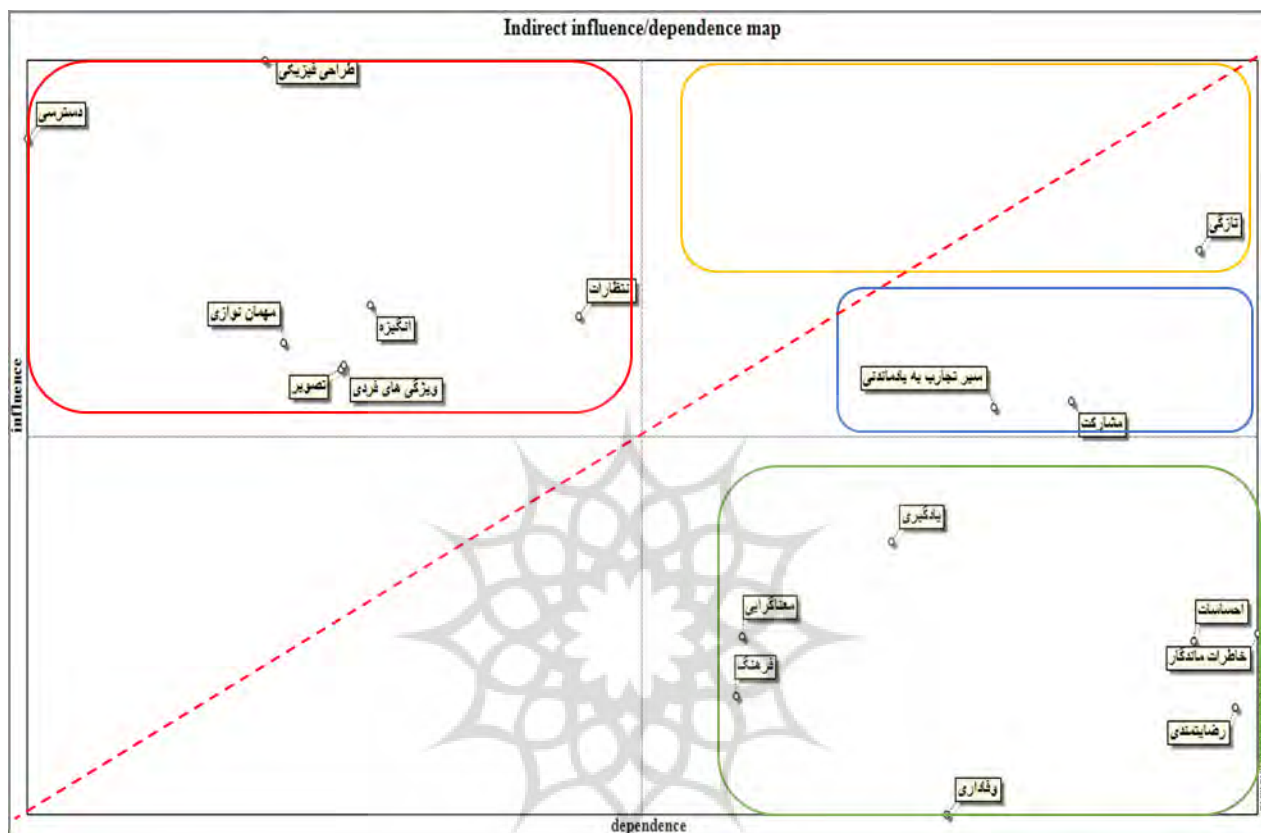 Indirect influence/dependence map
طراحی فیزیکی
دسترسی
تازگی
انتظارات
مهمان نوازی
انگیزه
تصویر
ویژگی های فردی
سیر تجارب به یادماندنی
مشارکت
influence
یادگیری
معناگرایی
احساسات
فرهنگ
خاطرات ماندگار
رضایتمندی
وفاداری
dependence